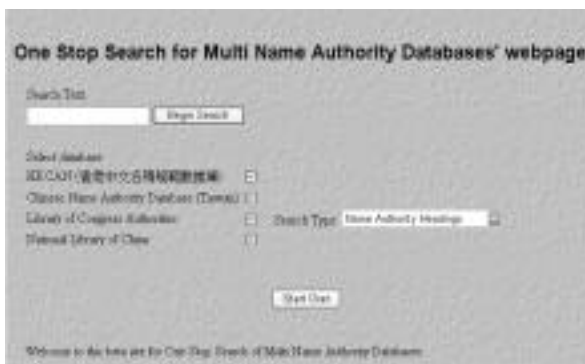 One Stop Search for Multi Name Authority Databases' webpage
Search Text
Begin Search
Select database
HKCAN (香港中文名稱規範數據庫)
Chinese Name Authority Database (Taiwan)
Library of Congress Authorities Search Type: Name Authority Headings
National Library of China
Start Over
Welcome to the beta site for One Stop Search of Multi Name Authority Databases